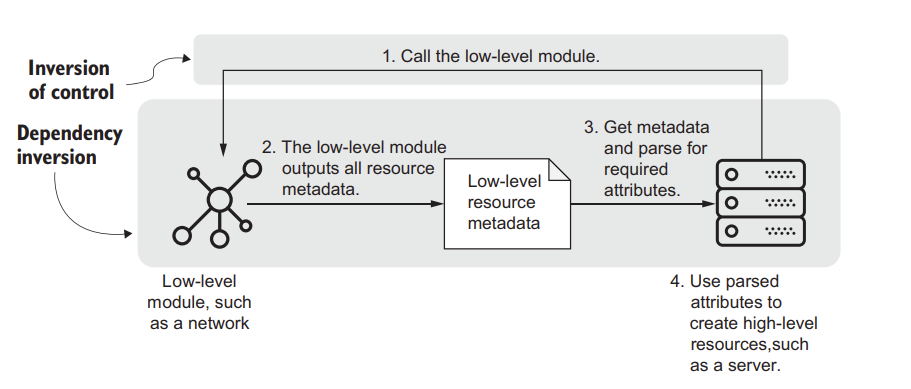 1. Call the low-level module.
Inversion
of control
Dependency
inversion
2. The low-level module
outputs all resource
metadata.
3. Get metadata
and parse for
required
attributes.
Low-level
resource
metadata
Low-level
module, such
as a network
4. Use parsed
attributes to
create high-level
resources,such
as a server.